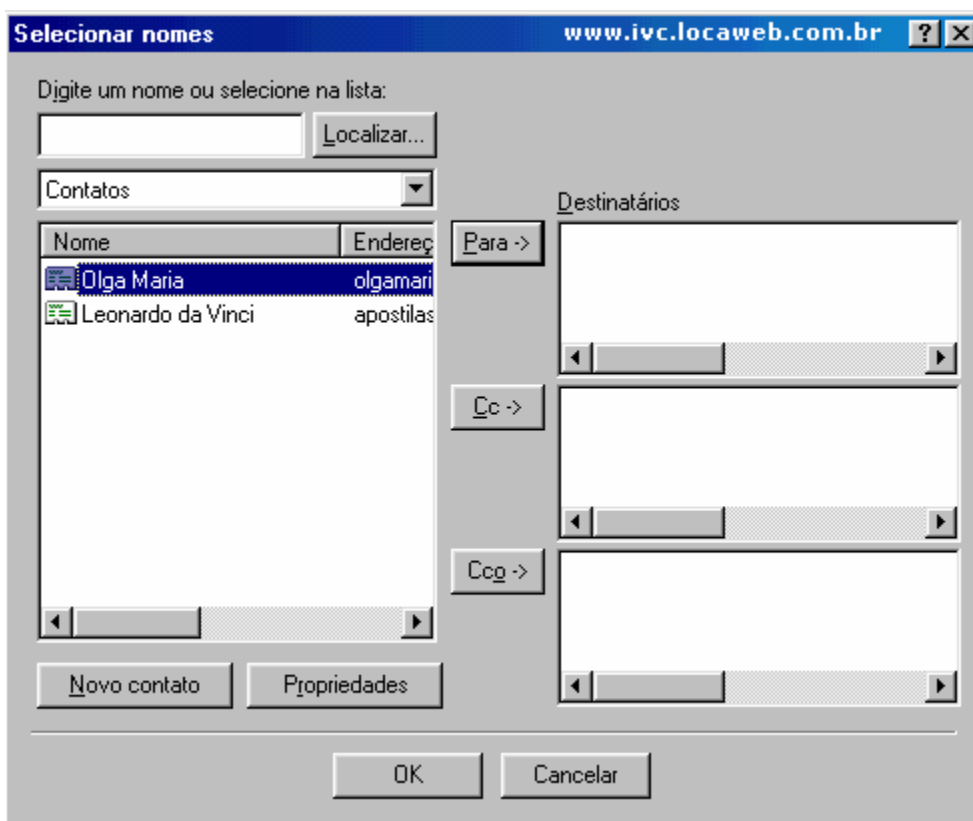 Selecionar nomes www.ivc.locaweb.com.br ?
Digite um nome ou selecione na lista:
Localizar...
Contatos
Destinatários
Nome Endereç
Para ->
Olga Maria olgamari
Leonardo da Vinci apostilas
Cc ->
Cco ->
Novo contato Propriedades
OK Cancelar